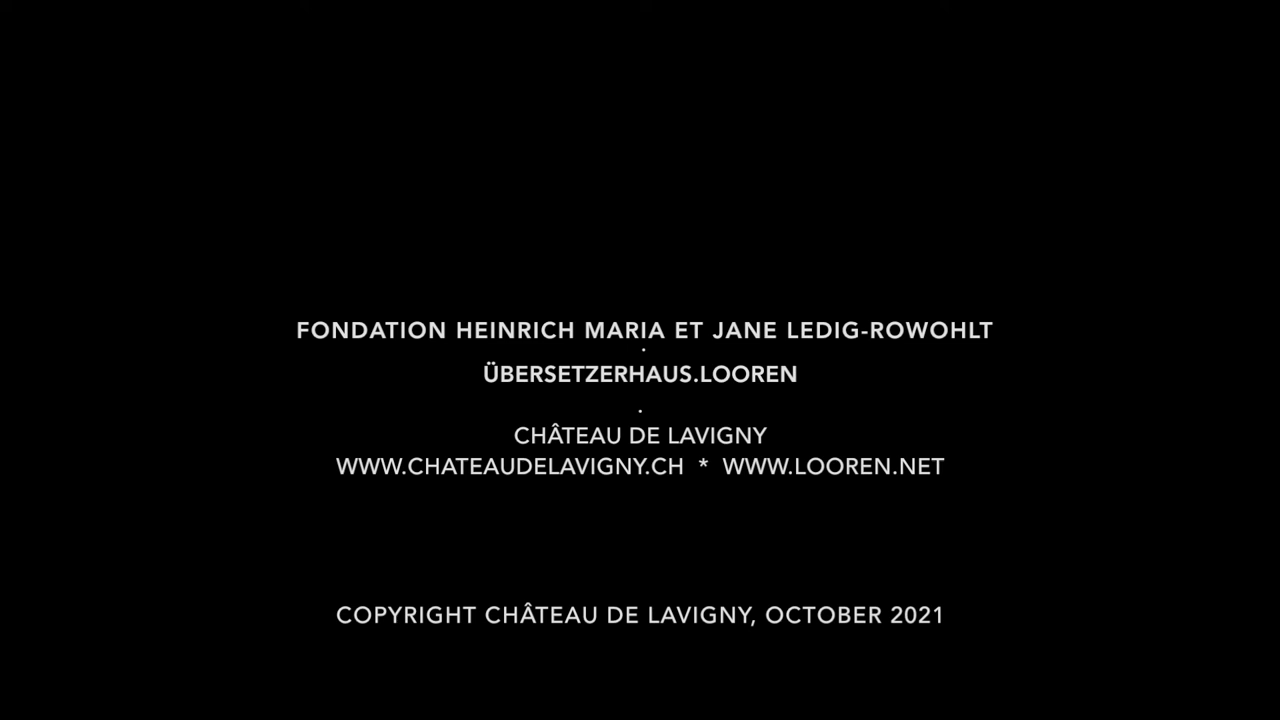 FONDATION HEINRICH MARIA ET JANE LEDIG-ROWOHLT
.
ÜBERSETZERHAUS.LOOREN
.
CHÂTEAU DE LAVIGNY
WWW.CHATEAUDELAVIGNY.CH * WWW.LOOREN.NET
COPYRIGHT CHÂTEAU DE LAVIGNY, OCTOBER 2021